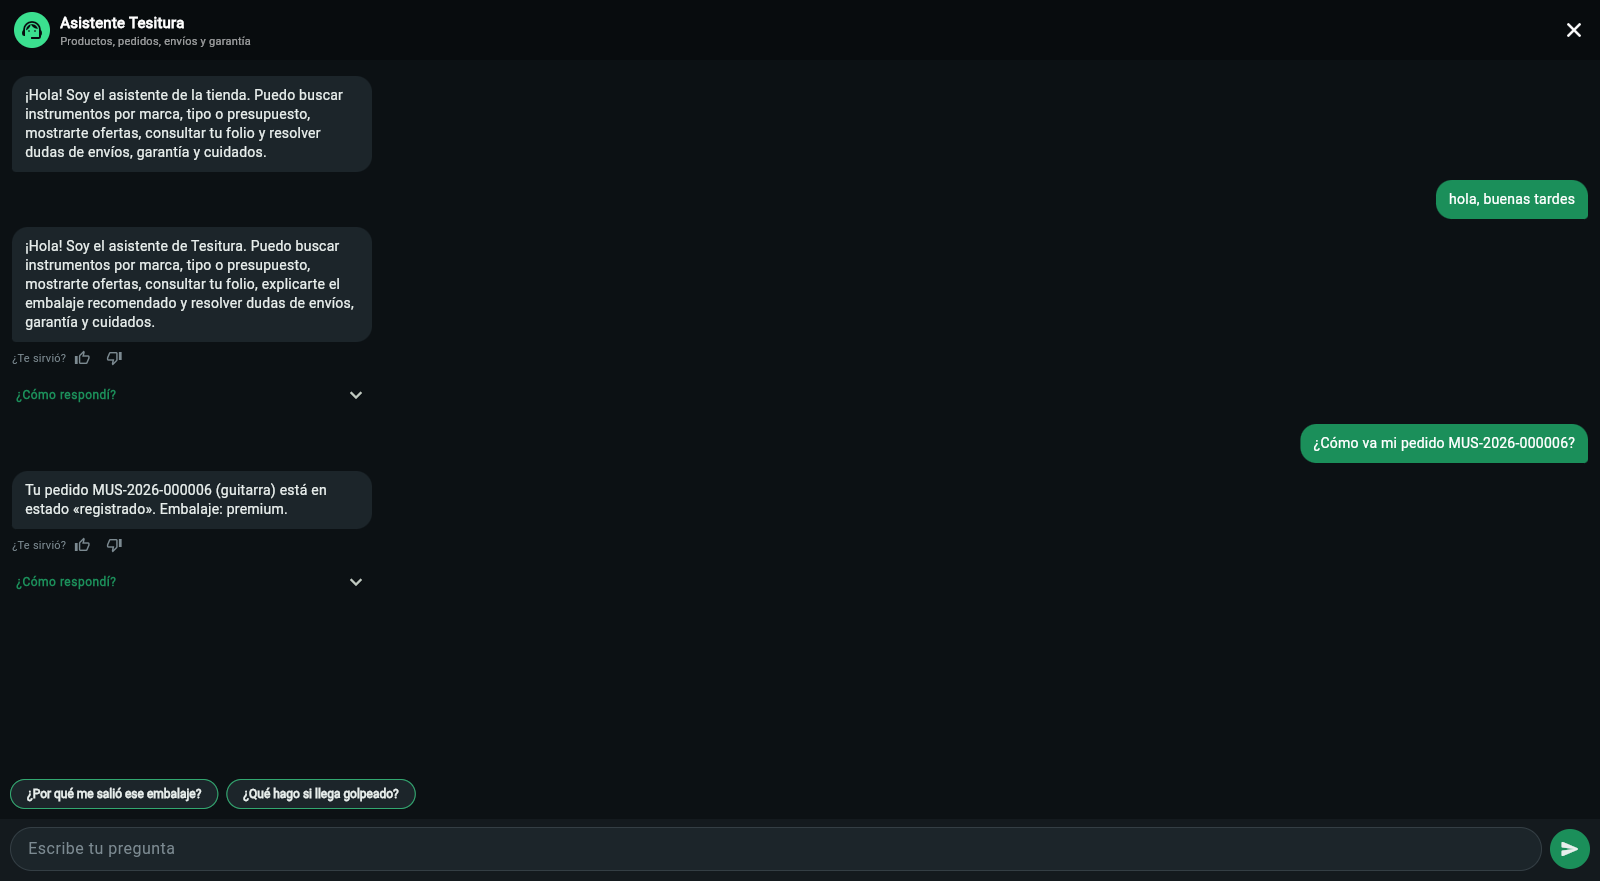 Asistente Tesitura
Productos, pedidos, envíos y garantía
¡Hola! Soy el asistente de la tienda. Puedo buscar
instrumentos por marca, tipo o presupuesto,
mostrarte ofertas, consultar tu folio y resolver
dudas de envíos, garantía y cuidados.
hola, buenas tardes
¡Hola! Soy el asistente de Tesitura. Puedo buscar
instrumentos por marca, tipo o presupuesto,
mostrarte ofertas, consultar tu folio, explicarte el
embalaje recomendado y resolver dudas de envíos,
garantía y cuidados.
¿Te sirvió?
¿Cómo respondí?
¿Cómo va mi pedido MUS-2026-000006?
Tu pedido MUS-2026-000006 (guitarra) está en
estado «registrado». Embalaje: premium.
¿Te sirvió?
¿Cómo respondí?
¿Por qué me salió ese embalaje?
¿Qué hago si llega golpeado?
Escribe tu pregunta